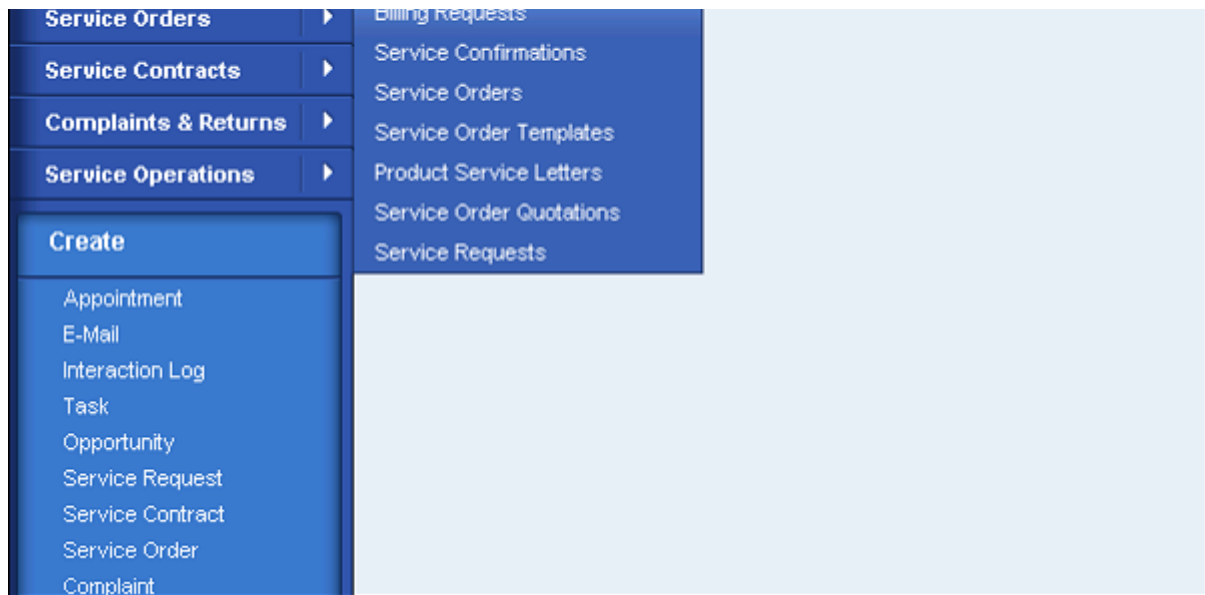 Service Orders
Service Contracts
Complaints & Returns
Service Operations
Billing Requests
Service Confirmations
Service Orders
Service Order Templates
Product Service Letters
Service Order Quotations
Service Requests
Create
Appointment
E-Mail
Interaction Log
Task
Opportunity
Service Request
Service Contract
Service Order
Complaint